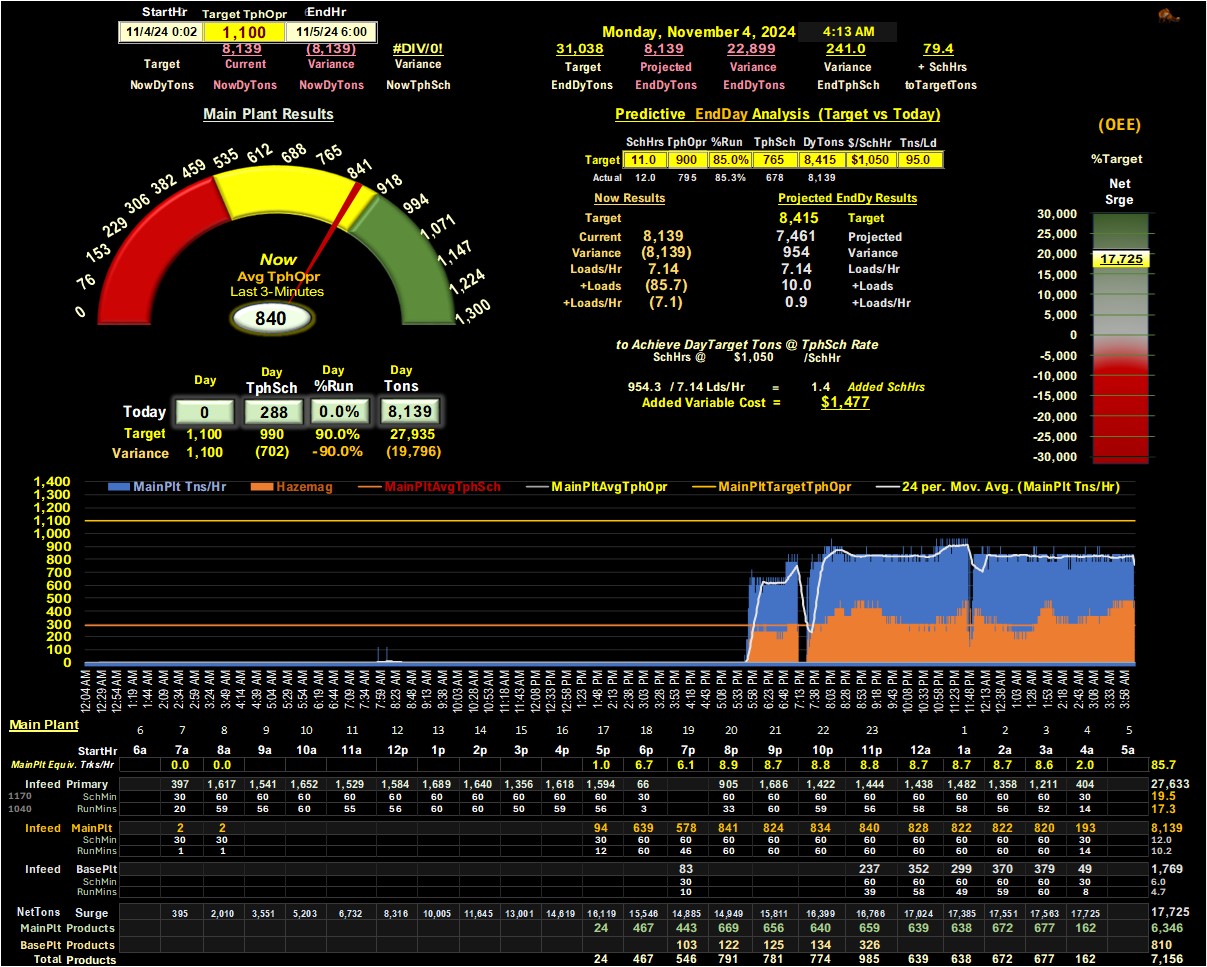 StartHr Target TphOpr EndHr
11/4/24 0:02 1,100 11/5/24 6:00
Monday, November 4, 2024 4:13 AM
8,139 (8,139) #DIV/0! 31,038 8,139 22,899 241.0 79.4
Target Current Variance Variance Target Projected Variance Variance + SchHrs
NowDyTons NowDyTons NowDyTons NowTphSch EndDyTons EndDyTons EndDyTons EndTphSch toTargetTons
Main Plant Results
0 76 153 229 306 382 459 535 612 688 765 841 918 994 1,071 1,147 1,224 1,300
Now
Avg TphOpr
Last 3-Minutes
840
Day Day Day Day
TphSch %Run Tons
Today 0 288 0.0% 8,139
Target 1,100 990 90.0% 27,935
Variance 1,100 (702) -90.0% (19,796)
Predictive EndDay Analysis (Target vs Today)
SchHrs TphOpr %Run TphSch DyTons $/SchHr Tns/Ld
Target 11.0 900 85.0% 765 8,415 $1,050 95.0
Actual 12.0 795 85.3% 678 8,139
Now Results Projected EndDy Results
Target 8,415 Target
Current 8,139 7,461 Projected
Variance (8,139) 954 Variance
Loads/Hr 7.14 7.14 Loads/Hr
+Loads (85.7) 10.0 +Loads
+Loads/Hr (7.1) 0.9 +Loads/Hr
to Achieve DayTarget Tons @ TphSch Rate
SchHrs @ $1,050 /SchHr
954.3 / 7.14 Lds/Hr = 1.4 Added SchHrs
Added Variable Cost = $1,477
(OEE)
%Target
Net
Srge
30,000
25,000
20,000
17,725
15,000
10,000
5,000
0
-5,000
-10,000
-15,000
-20,000
-25,000
-30,000
MainPlt Tns/Hr Hazemag MainPltAvgTphSch MainPltAvgTphOpr MainPltTargetTphOpr 24 per. Mov. Avg. (MainPlt Tns/Hr)
1,400
1,300
1,200
1,100
1,000
900
800
700
600
500
400
300
200
100
0
12:04 AM 12:29 AM 12:54 AM 1:19 AM 1:44 AM 2:09 AM 2:34 AM 2:59 AM 3:24 AM 3:49 AM 4:14 AM 4:39 AM 5:04 AM 5:29 AM 5:54 AM 6:19 AM 6:44 AM 7:09 AM 7:34 AM 7:59 AM 8:23 AM 8:48 AM 9:13 AM 9:38 AM 10:03 AM 10:28 AM 10:53 AM 11:18 AM 11:43 AM 12:08 PM 12:33 PM 12:58 PM 1:23 PM 1:48 PM 2:13 PM 2:38 PM 3:03 PM 3:28 PM 3:53 PM 4:18 PM 4:43 PM 5:08 PM 5:33 PM 5:58 PM 6:23 PM 6:48 PM 7:13 PM 7:38 PM 8:03 PM 8:28 PM 8:53 PM 9:18 PM 9:43 PM 10:08 PM 10:33 PM 10:58 PM 11:23 PM 11:48 PM 12:13 AM 12:38 AM 1:03 AM 1:28 AM 1:53 AM 2:18 AM 2:43 AM 3:08 AM 3:33 AM 3:58 AM
Main Plant 6 7 8 9 10 11 12 13 14 15 16 17 18 19 20 21 22 23 1 2 3 4 5
StartHr 6a 7a 8a 9a 10a 11a 12p 1p 2p 3p 4p 5p 6p 7p 8p 9p 10p 11p 12a 1a 2a 3a 4a 5a
MainPlt Equiv. Trks/Hr 0.0 0.0 1.0 6.7 6.1 8.9 8.7 8.8 8.8 8.7 8.7 8.7 8.6 2.0 85.7
Infeed Primary 397 1,617 1,541 1,652 1,529 1,584 1,689 1,640 1,356 1,618 1,594 66 905 1,686 1,422 1,444 1,438 1,482 1,358 1,211 404 27,633
1170 SchMin 30 60 60 60 60 60 60 60 60 60 60 30 60 60 60 60 60 60 60 60 30 19.5
1040 RunMins 20 59 56 60 55 56 60 60 50 59 56 3 33 60 59 56 58 58 56 52 14 17.3
Infeed MainPlt 2 2 94 639 578 841 824 834 840 828 822 822 820 193 8,139
SchMin 30 30 30 60 60 60 60 60 60 60 60 60 60 30 12.0
RunMins 1 1 12 60 46 60 60 60 60 60 60 60 60 14 10.2
Infeed BasePlt 83 237 352 299 370 379 49 1,769
SchMin 30 60 60 60 60 60 30 6.0
RunMins 10 39 58 49 59 60 8 4.7
NetTons Surge 395 2,010 3,551 5,203 6,732 8,316 10,005 11,645 13,001 14,619 16,119 15,546 14,885 14,949 15,811 16,399 16,766 17,024 17,385 17,551 17,563 17,725 17,725
MainPlt Products 24 467 443 669 656 640 659 639 638 672 677 162 6,346
BasePlt Products 103 122 125 134 326 810
Total Products 24 467 546 791 781 774 985 639 638 672 677 162 7,156